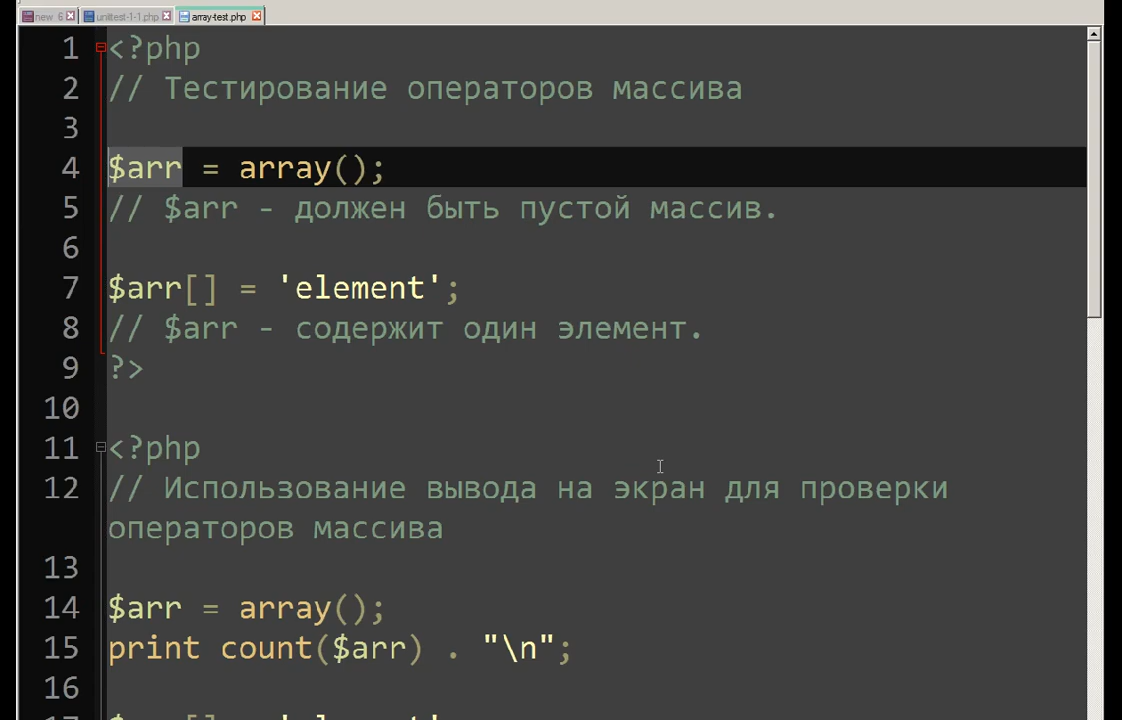 new 6 uniltest-1-1.php array-test.php
1 <?php
2 // Тестирование операторов массива
3
4 $arr = array();
5 // $arr - должен быть пустой массив.
6
7 $arr[] = 'element';
8 // $arr - содержит один элемент.
9 ?>
10
11 <?php
12 // Использование вывода на экран для проверки
операторов массива
13
14 $arr = array();
15 print count($arr) . "\n";
16